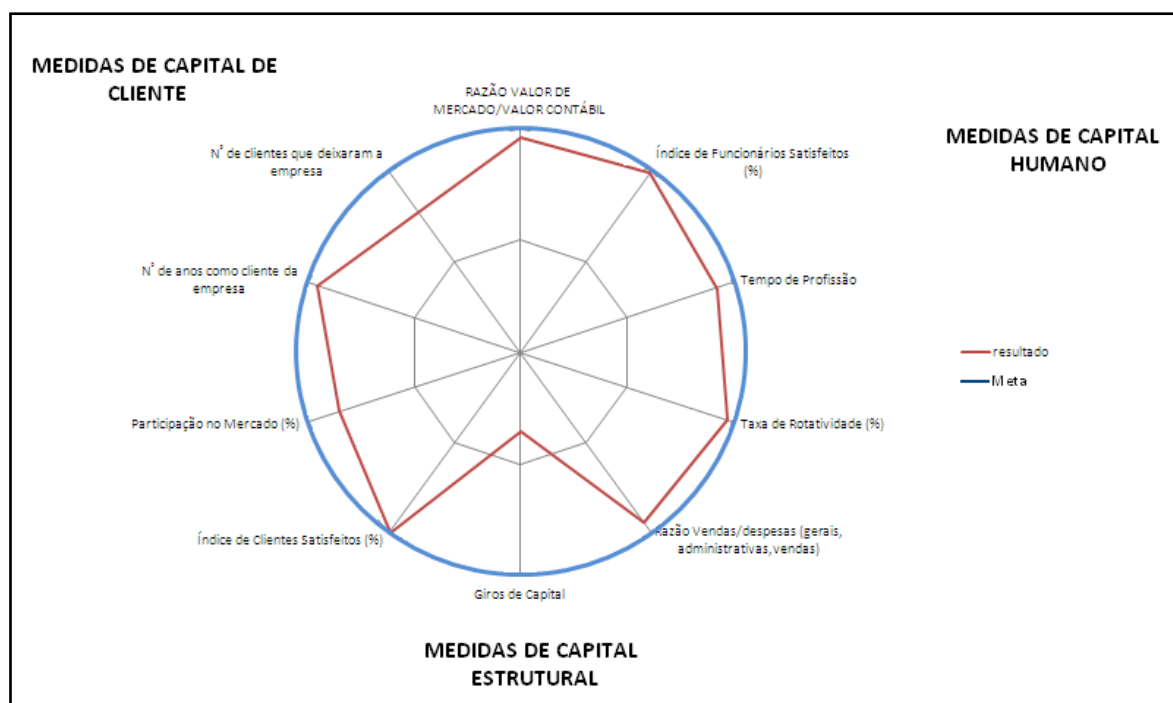 MEDIDAS DE CAPITAL DE
CLIENTE
RAZÃO VALOR DE
MERCADO/VALOR CONTÁBIL
MEDIDAS DE CAPITAL
HUMANO
N° de clientes que deixaram a
empresa
Índice de Funcionários Satisfeitos
(%)
N° de anos como cliente da
empresa
Tempo de Profissão
resultado
Meta
Participação no Mercado (%)
Taxa de Rotatividade (%)
Índice de Clientes Satisfeitos (%)
Razão Vendas/despesas (gerais,
administrativas, vendas)
Giros de Capital
MEDIDAS DE CAPITAL
ESTRUTURAL